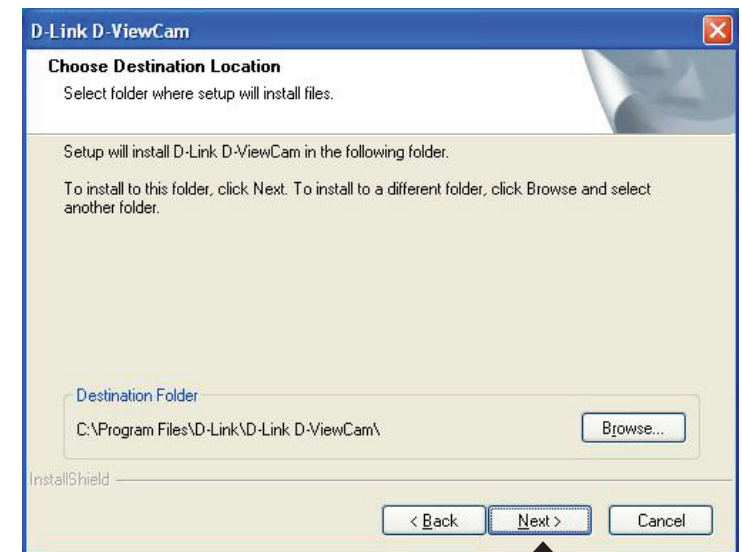 D-Link D-ViewCam
Choose Destination Location
Select folder where setup will install files.
Setup will install D-Link D-ViewCam in the following folder.
To install to this folder, click Next. To install to a different folder, click Browse and select
another folder.
Destination Folder
C:\Program Files\D-Link\D-Link D-ViewCam\
Browse...
InstallShield
< Back
Next >
Cancel